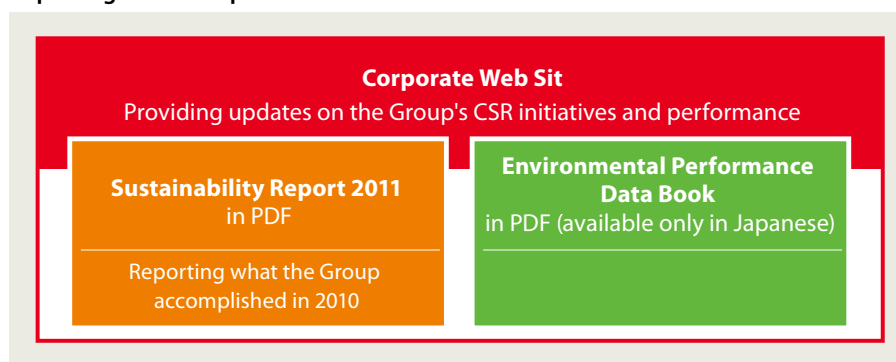 Corporate Web Sit
Providing updates on the Group's CSR initiatives and performance
Sustainability Report 2011
in PDF
Reporting what the Group
accomplished in 2010
Environmental Performance
Data Book
in PDF (available only in Japanese)